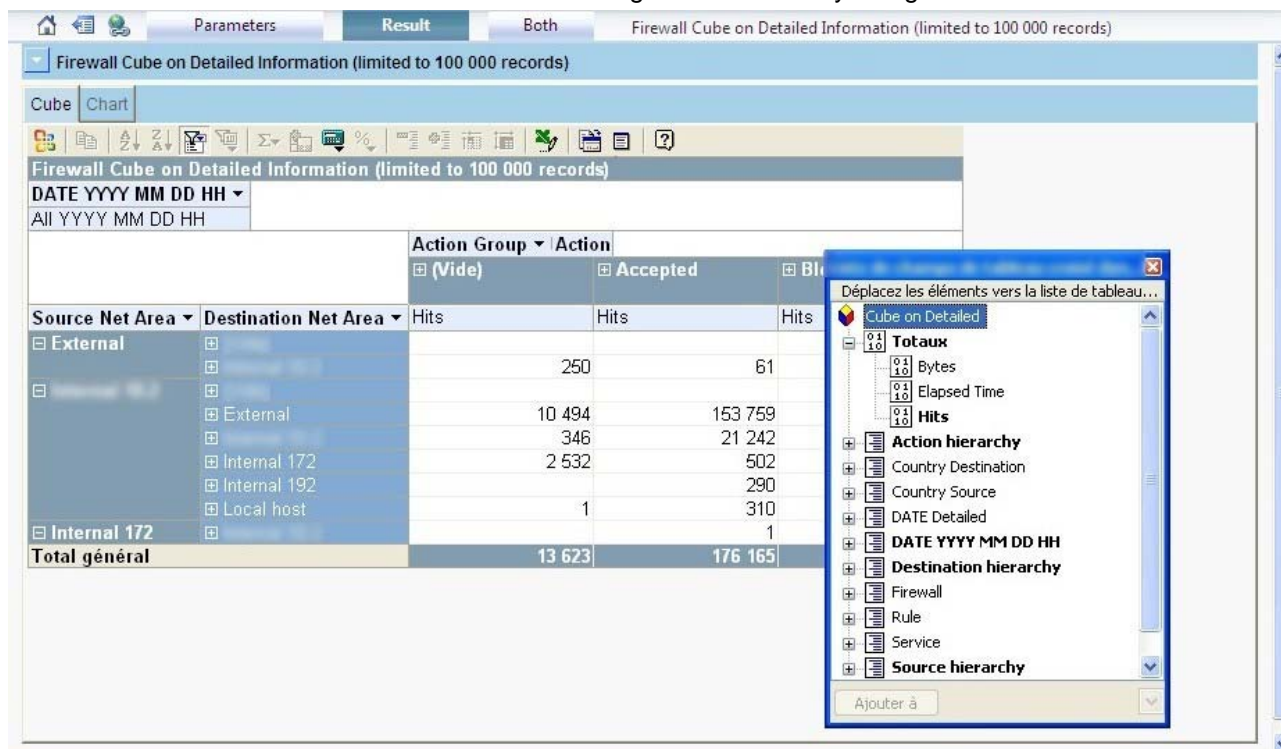 Parameters Result Both Firewall Cube on Detailed Information (limited to 100 000 records)
Firewall Cube on Detailed Information (limited to 100 000 records)
Cube Chart
Firewall Cube on Detailed Information (limited to 100 000 records)
DATE YYYY MM DD HH
All YYYY MM DD HH
Action Group Action
(Vide) Accepted
Source Net Area Destination Net Area Hits Hits Hits
External
250 61
External 10 494 153 759
346 21 242
Internal 172 2 532 502
Internal 192 290
Local host 1 310
Internal 172 1
Total général 13 623 176 165
Déplacez les éléments vers la liste de tableau...
Cube on Detailed
Totaux
Bytes
Elapsed Time
Hits
Action hierarchy
Country Destination
Country Source
DATE Detailed
DATE YYYY MM DD HH
Destination hierarchy
Firewall
Rule
Service
Source hierarchy
Ajouter à